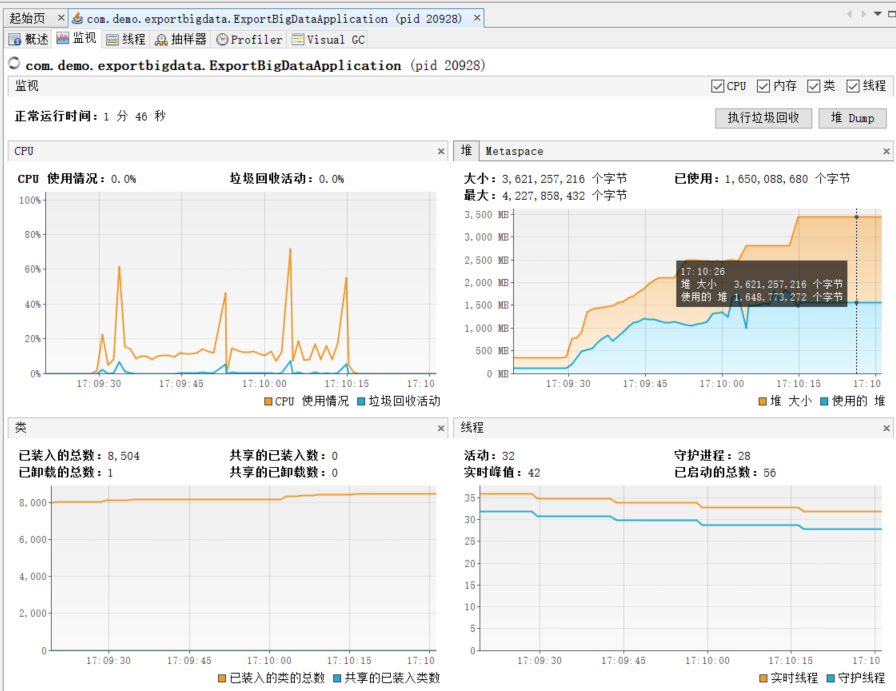 起始页 com.demo.exportbigdata.ExportBigDataApplication (pid 20928)
概述 监视 线程 抽样器 Profiler Visual GC
com.demo.exportbigdata.ExportBigDataApplication (pid 20928)
监视 CPU 内存 类 线程
正常运行时间: 1 分 46 秒 执行垃圾回收 堆 Dump
CPU
CPU 使用情况: 0.0% 垃圾回收活动: 0.0%
100%
80%
60%
40%
20%
0%
17:09:30 17:09:45 17:10:00 17:10:15 17:10
CPU 使用情况 垃圾回收活动
堆 Metaspace
大小: 3,621,257,216 个字节 已使用: 1,650,088,680 个字节
最大: 4,227,858,432 个字节
3,500 MB
3,000 MB
2,500 MB
2,000 MB
1,500 MB
1,000 MB
500 MB
0 MB
17:10:26
堆 大小 3,621,257,216 个字节
使用的 堆 1,648,773,272 个字节
17:09:30 17:09:45 17:10:00 17:10:15 17:10
堆 大小 使用的 堆
类
已装入的总数: 8,504 共享的已装入数: 0
已卸载的总数: 1 共享的已卸载数: 0
8,000
6,000
4,000
2,000
0
17:09:30 17:09:45 17:10:00 17:10:15 17:10
已装入的类的总数 共享的已装入类数
线程
活动: 32 守护进程: 28
实时峰值: 42 已启动的总数: 56
35
30
25
20
15
10
5
0
17:09:30 17:09:45 17:10:00 17:10:15 17:10
实时线程 守护线程